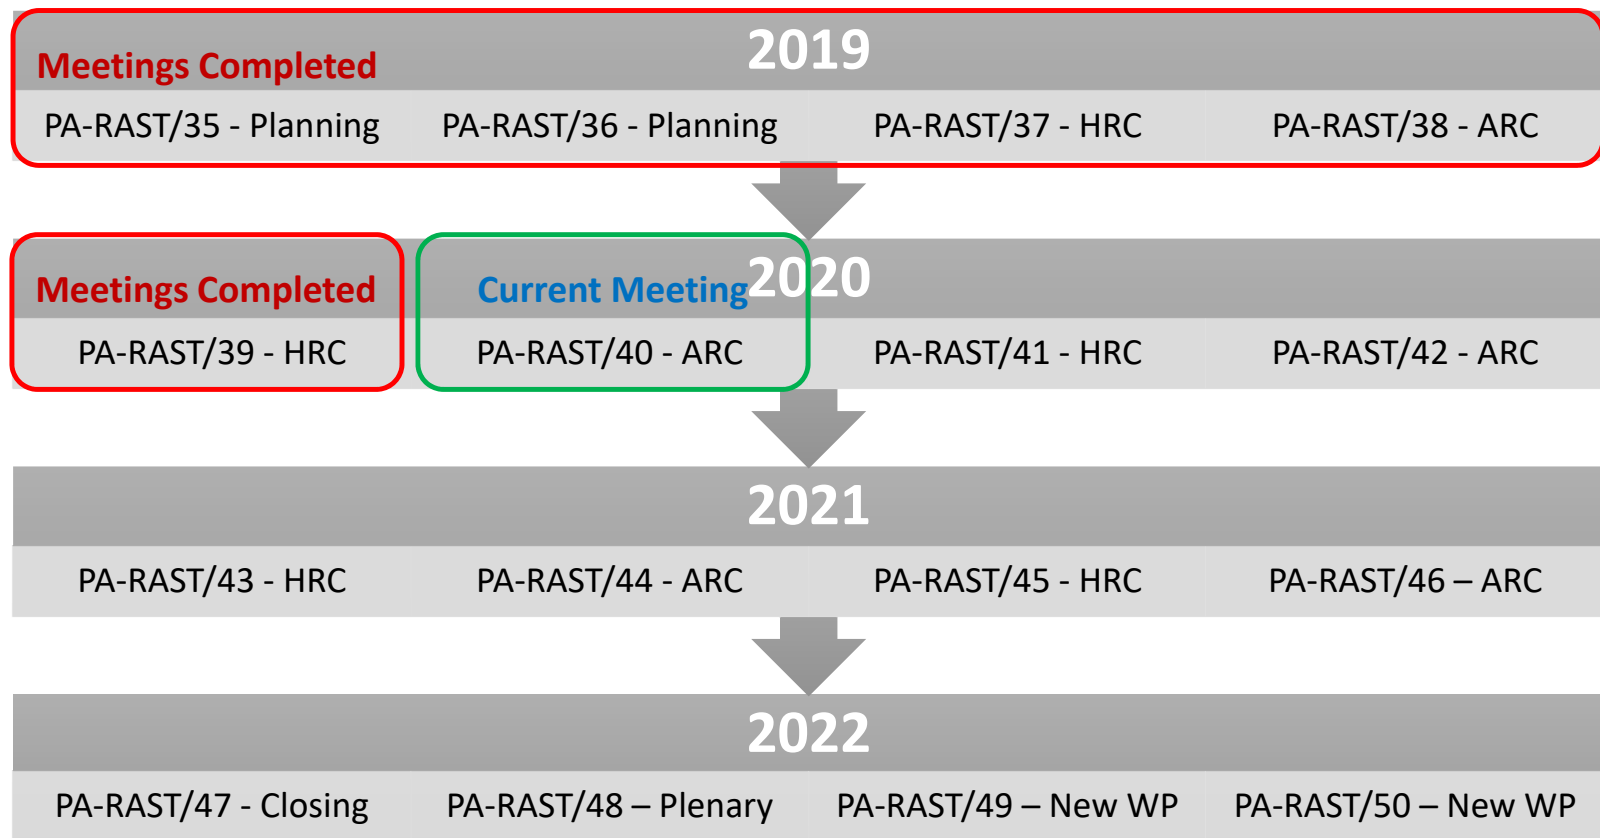 2019
Meetings Completed
PA-RAST/35 - Planning
PA-RAST/36 - Planning
PA-RAST/37 - HRC
PA-RAST/38 - ARC
2020
Meetings Completed
Current Meeting
PA-RAST/39 - HRC
PA-RAST/40 - ARC
PA-RAST/41 - HRC
PA-RAST/42 - ARC
2021
PA-RAST/43 - HRC
PA-RAST/44 - ARC
PA-RAST/45 - HRC
PA-RAST/46 – ARC
2022
PA-RAST/47 - Closing
PA-RAST/48 – Plenary
PA-RAST/49 – New WP
PA-RAST/50 – New WP